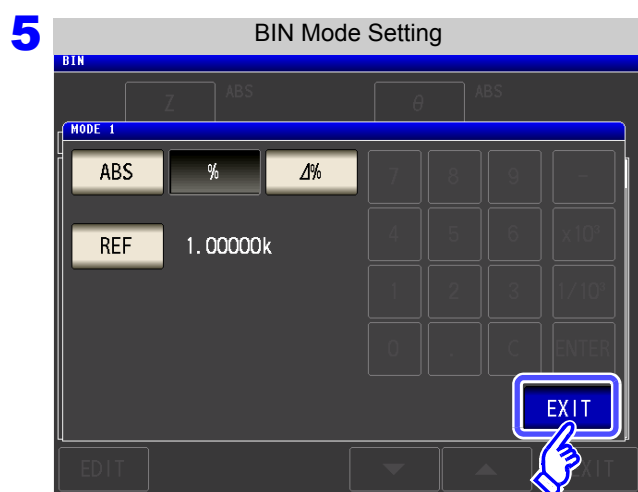 5
BIN Mode Setting
BIN
Z ABS θ ABS
MODE 1
ABS % Δ% 7 8 9 -
REF 1.00000k 4 5 6 x10³
1 2 3 1/10³
0 . C ENTER
EXIT
EDIT ▼ ▲ EXIT